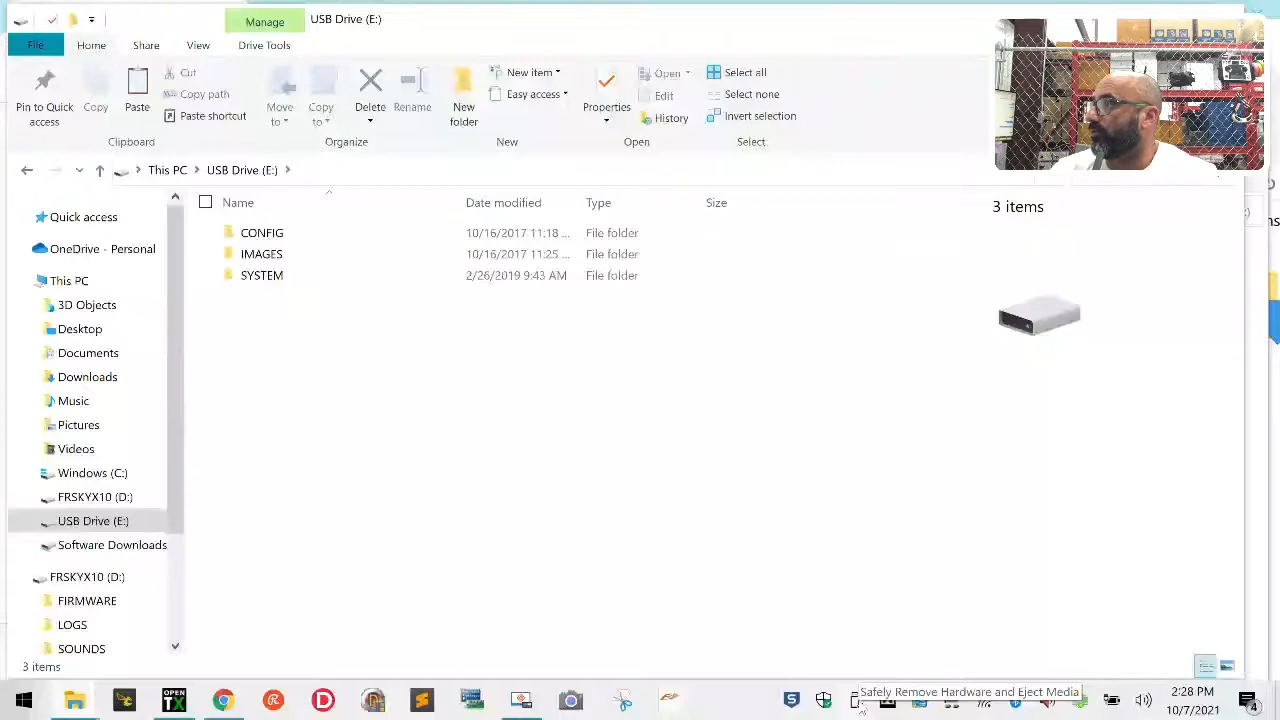 Manage
USB Drive (E:)
File
Home
Share
View
Drive Tools
Pin to Quick access
Copy
Paste
Cut
Copy path
Paste shortcut
Clipboard
Move to
Copy to
Delete
Rename
Organize
New folder
New item
Easy access
New
Properties
Open
Edit
History
Open
Select all
Select none
Invert selection
Select
This PC
USB Drive (E:)
Name
Date modified
Type
Size
CONFIG
10/16/2017 11:18 ...
File folder
IMAGES
10/16/2017 11:25 ...
File folder
SYSTEM
2/26/2019 9:43 AM
File folder
3 items
Quick access
OneDrive - Personal
This PC
3D Objects
Desktop
Documents
Downloads
Music
Pictures
Videos
Windows (C:)
FRSKYX10 (D:)
USB Drive (E:)
Software Downloads
FRSKYX10 (D:)
FIRMWARE
LOGS
SOUNDS
3 items
OPEN
TX
Safely Remove Hardware and Eject Media
2:28 PM
10/7/2021
4